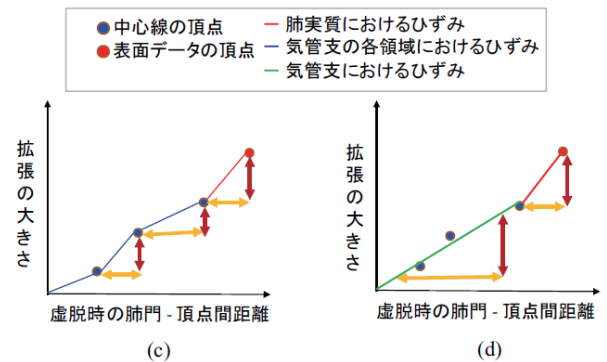 中心線の頂点
表面データの頂点
肺実質におけるひずみ
気管支の各領域におけるひずみ
気管支におけるひずみ
拡張の大きさ
虚脱時の肺門 - 頂点間距離
(c)
拡張の大きさ
虚脱時の肺門 - 頂点間距離
(d)